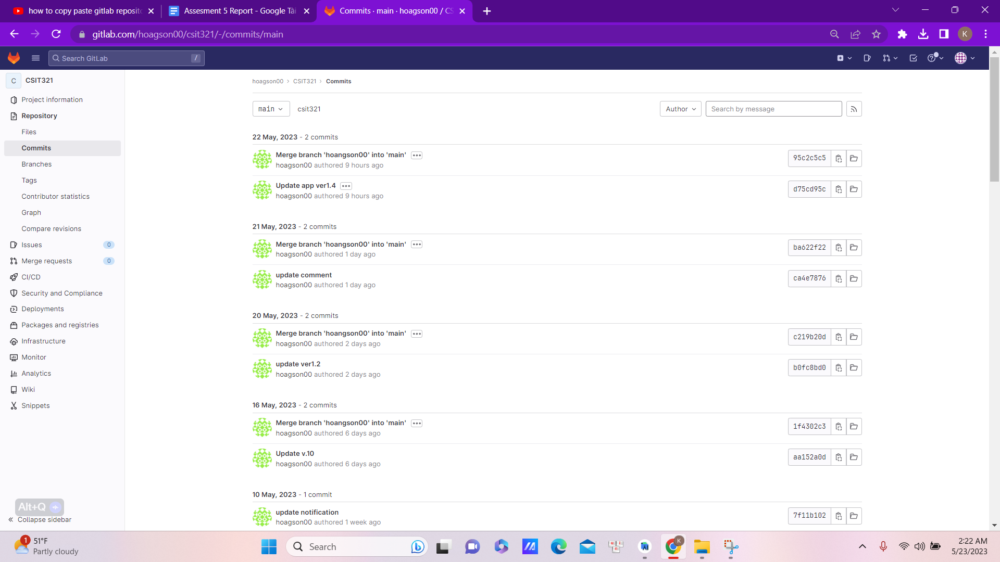 how to copy paste gitlab reposito
Assesment 5 Report - Google Tài
Commits · main · hoagson00 / CS
gitlab.com/hoagson00/csit321/-/commits/main
K
Search GitLab
/
C CSIT321
Project information
Repository
Files
Commits
Branches
Tags
Contributor statistics
Graph
Compare revisions
Issues 0
Merge requests 0
CI/CD
Security and Compliance
Deployments
Packages and registries
Infrastructure
Monitor
Analytics
Wiki
Snippets
Alt+Q
« Collapse sidebar
hoagson00 › CSIT321 › Commits
main csit321
Author
Search by message
22 May, 2023 - 2 commits
Merge branch 'hoangson00' into 'main'
hoagson00 authored 9 hours ago
95c2c5c5
Update app ver1.4
hoagson00 authored 9 hours ago
d75cd95c
21 May, 2023 - 2 commits
Merge branch 'hoangson00' into 'main'
hoagson00 authored 1 day ago
ba622f22
update comment
hoagson00 authored 1 day ago
ca4e7876
20 May, 2023 - 2 commits
Merge branch 'hoangson00' into 'main'
hoagson00 authored 2 days ago
c219b20d
update ver1.2
hoagson00 authored 2 days ago
b0fc8bd0
16 May, 2023 - 2 commits
Merge branch 'hoangson00' into 'main'
hoagson00 authored 6 days ago
1f4302c3
Update v.10
hoagson00 authored 6 days ago
aa152a0d
10 May, 2023 - 1 commit
update notification
hoagson00 authored 1 week ago
7f11b102
1
51°F
Partly cloudy
Search
K
2:22 AM
5/23/2023